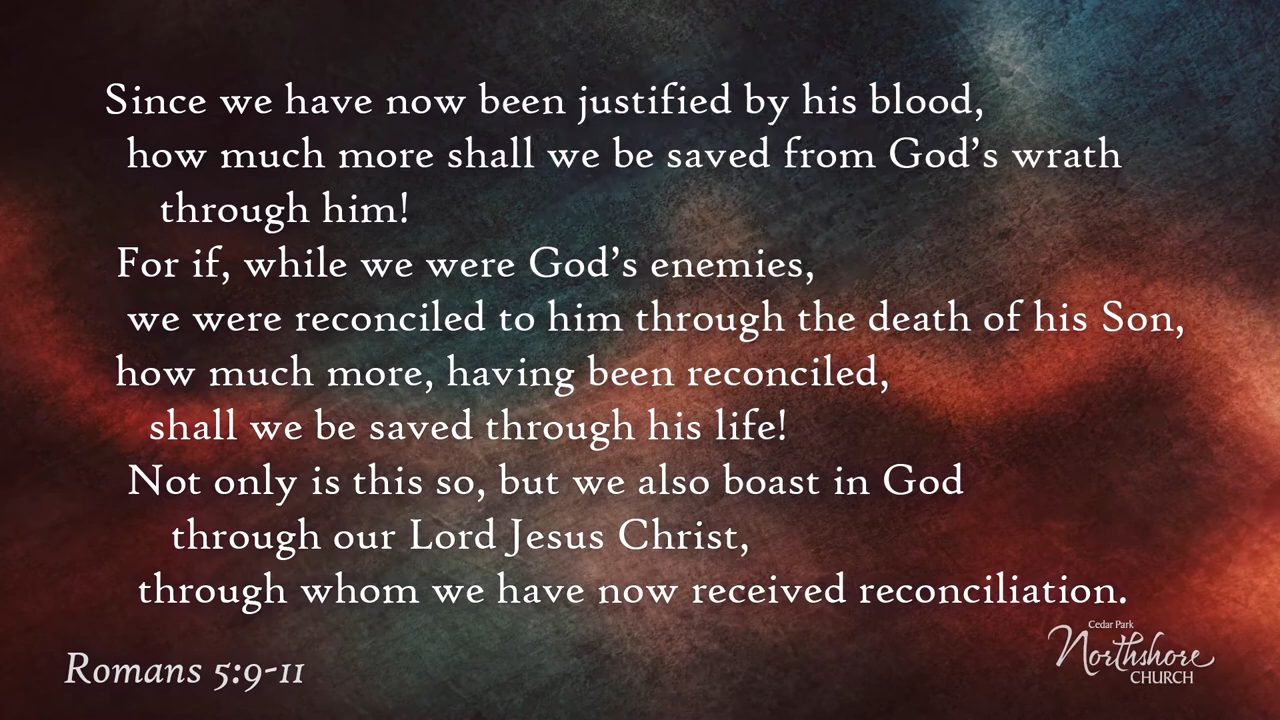 Since we have now been justified by his blood,
how much more shall we be saved from God's wrath
through him!
For if, while we were God's enemies,
we were reconciled to him through the death of his Son,
how much more, having been reconciled,
shall we be saved through his life!
Not only is this so, but we also boast in God
through our Lord Jesus Christ,
through whom we have now received reconciliation.
Romans 5:9-11
Cedar Park
Northshore
CHURCH